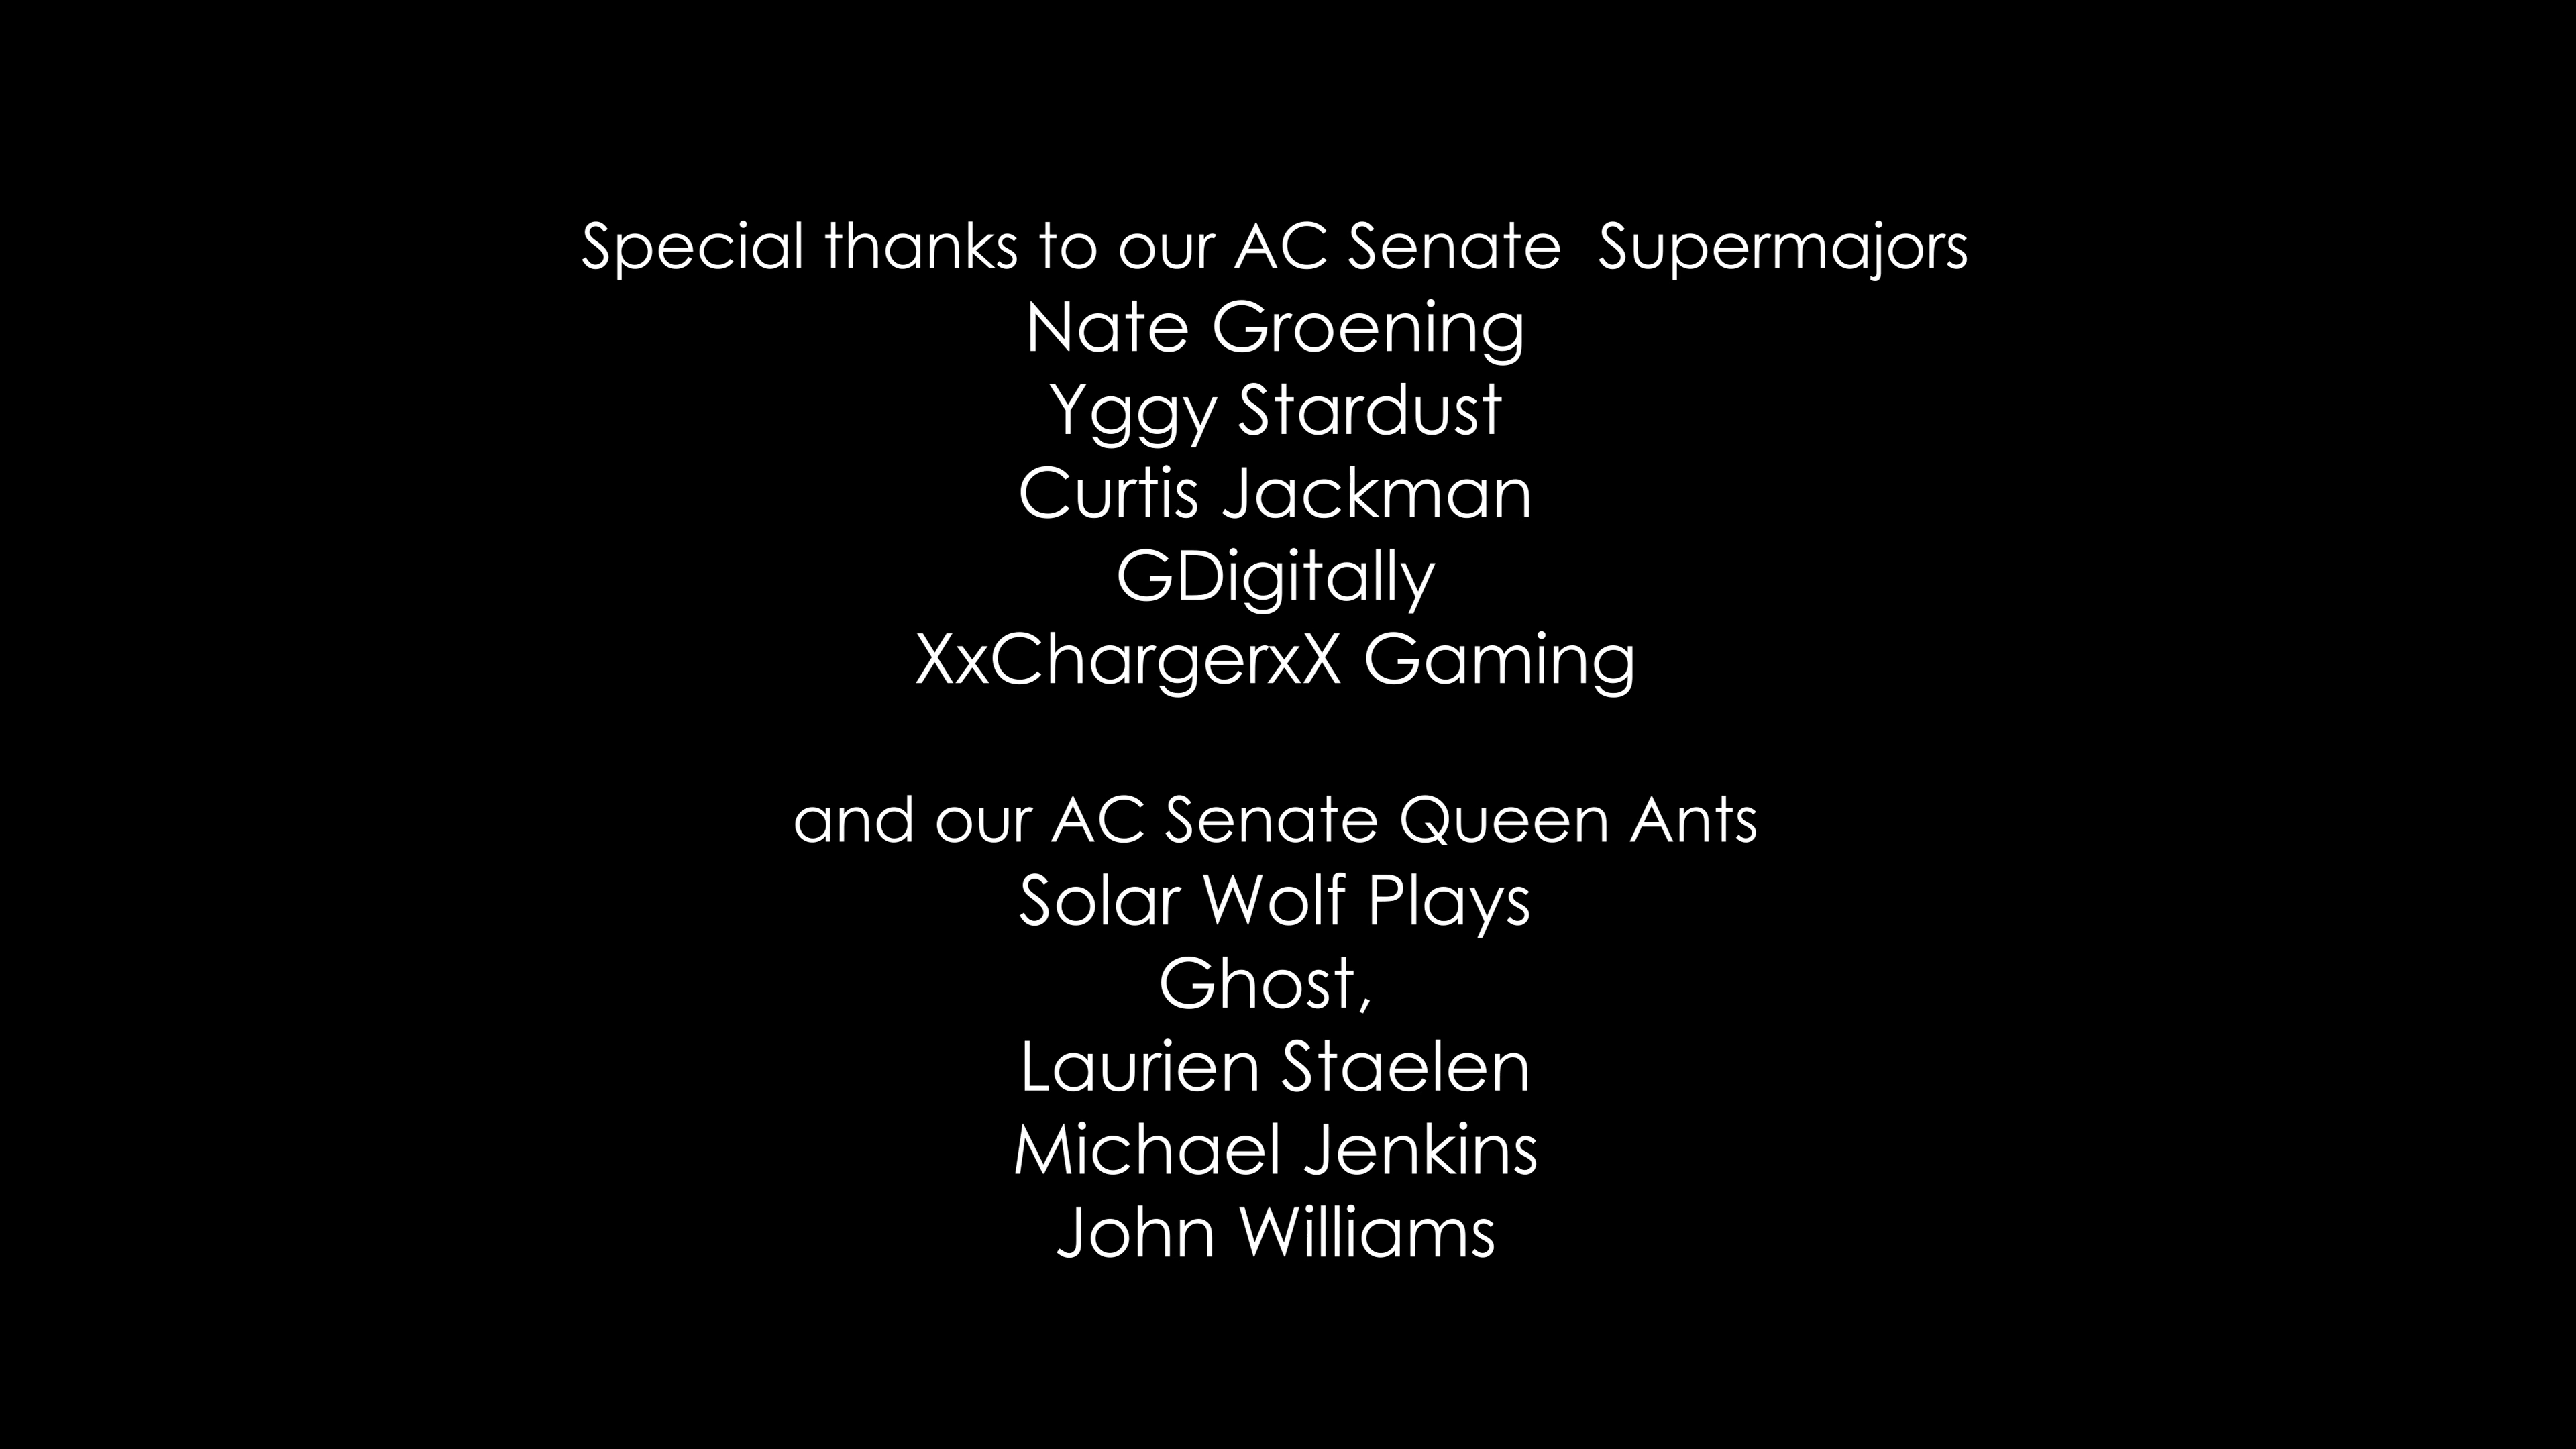 Special thanks to our AC Senate  Supermajors
Nate Groening
Yggy Stardust
Curtis Jackman
GDigitally
XxChargerxX Gaming
and our AC Senate Queen Ants
Solar Wolf Plays
Ghost,
Laurien Staelen
Michael Jenkins
John Williams